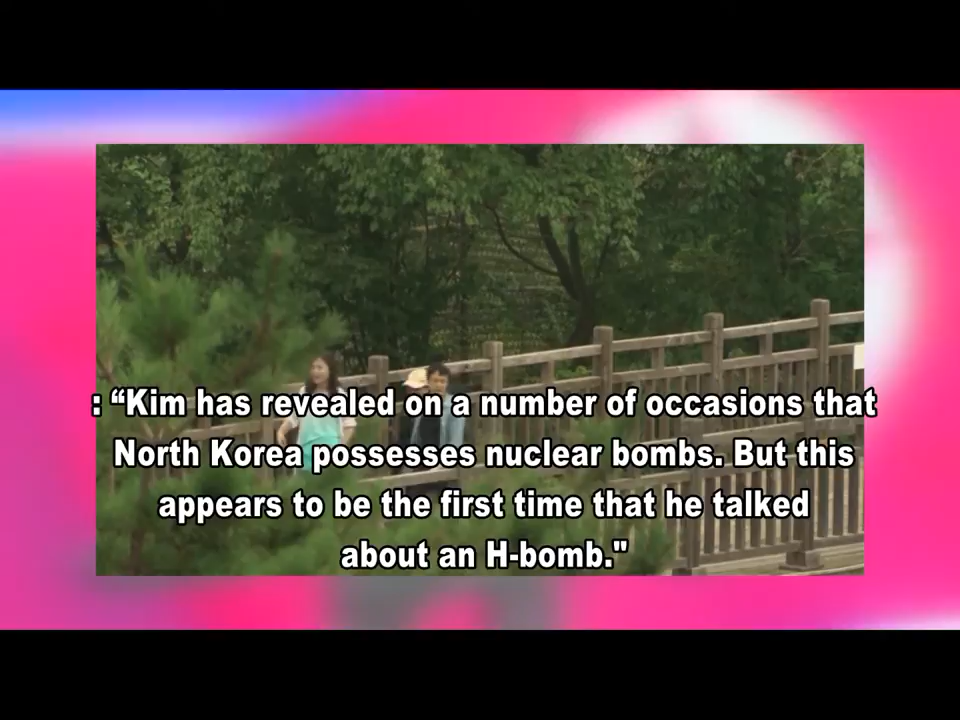 : “Kim has revealed on a number of occasions that
North Korea possesses nuclear bombs. But this
appears to be the first time that he talked
about an H-bomb."